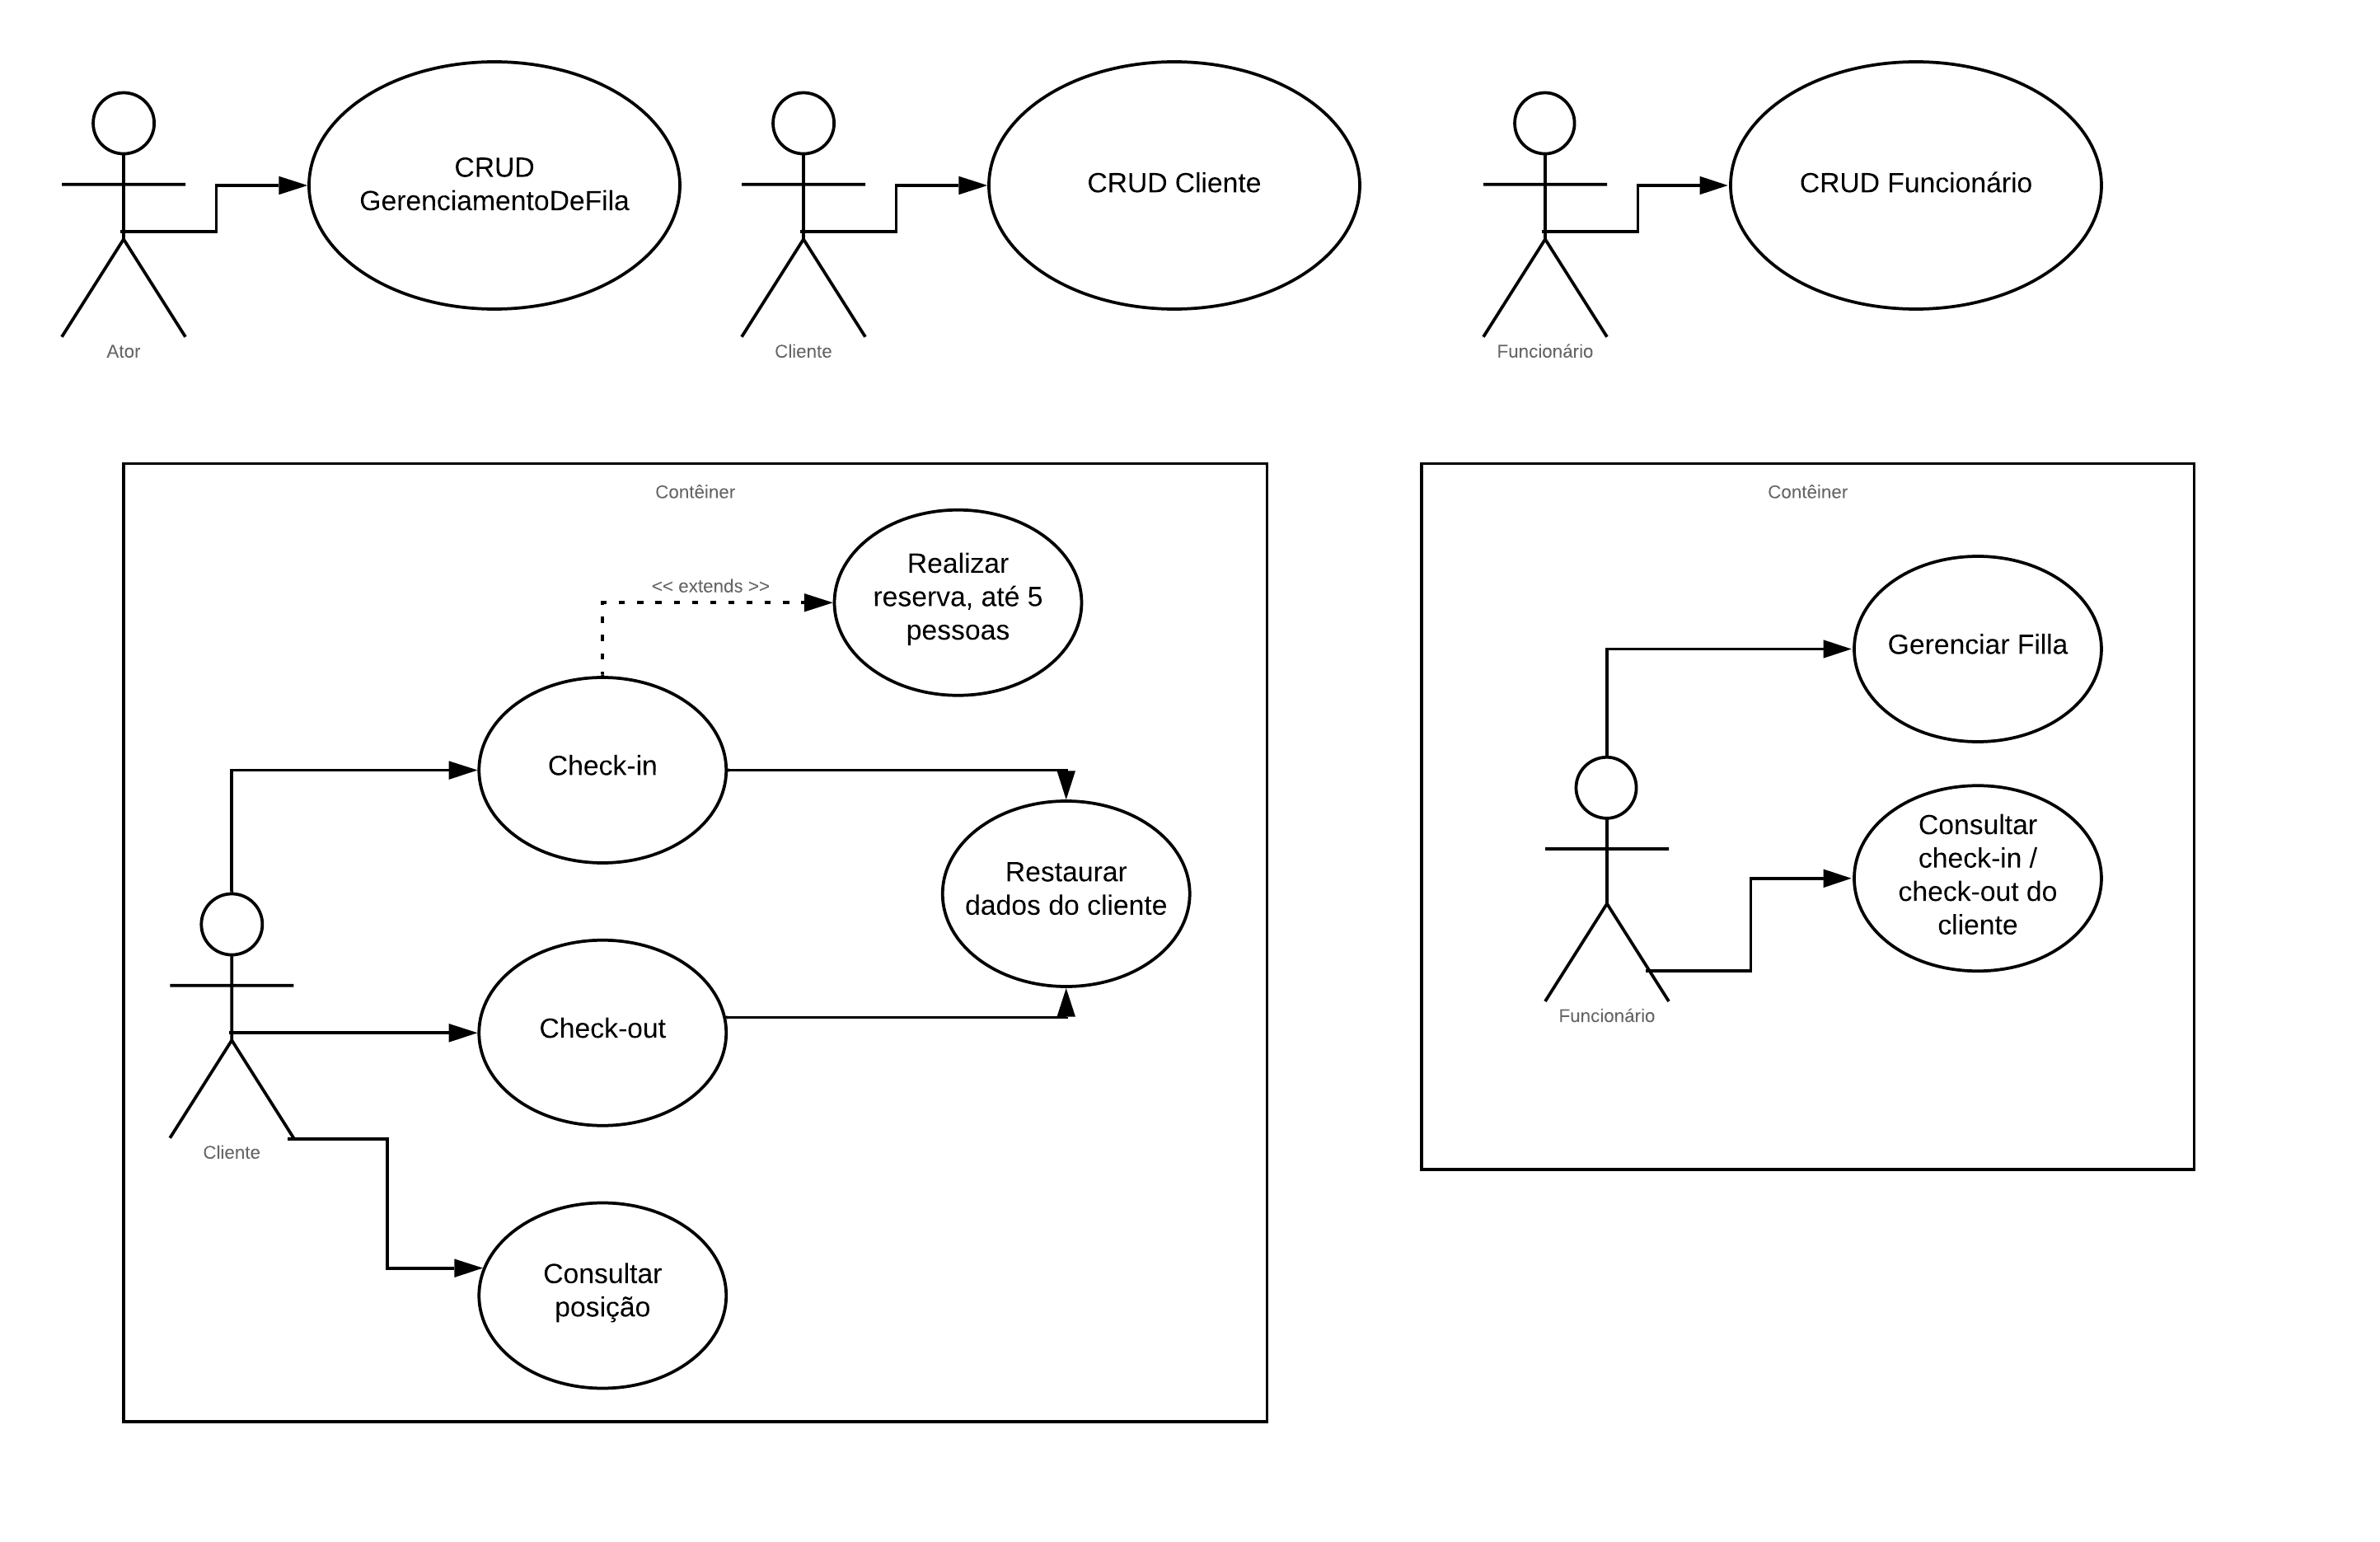 CRUD
GerenciamentoDeFila
Ator
CRUD Cliente
Cliente
CRUD Funcionário
Funcionário
Contêiner
<< extends >>
Realizar
reserva, até 5
pessoas
Check-in
Restaurar
dados do cliente
Check-out
Cliente
Consultar
posição
Contêiner
Gerenciar Filla
Consultar
check-in /
check-out do
cliente
Funcionário